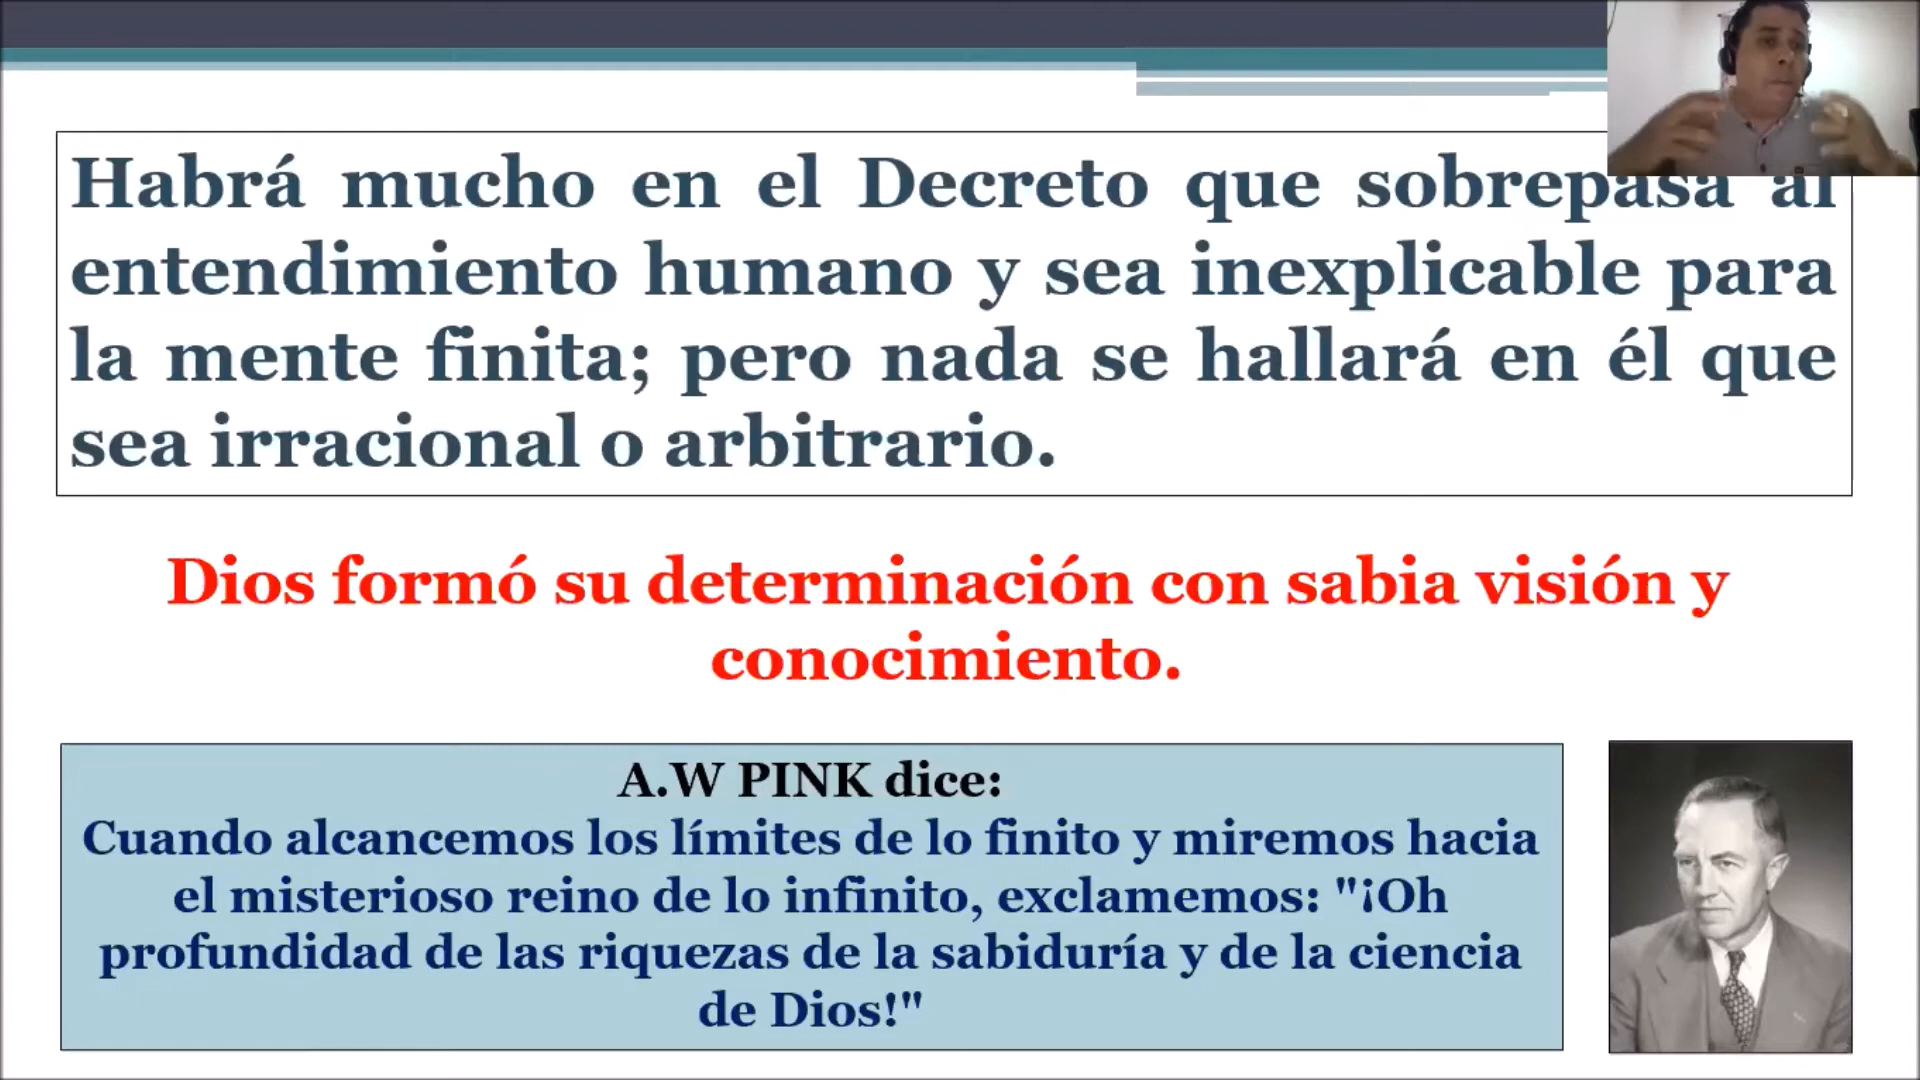 Habrá mucho en el Decreto que sobrepasa al
entendimiento humano y sea inexplicable para
la mente finita; pero nada se hallará en él que
sea irracional o arbitrario.
Dios formó su determinación con sabia visión y
conocimiento.
A.W PINK dice:
Cuando alcancemos los límites de lo finito y miremos hacia
el misterioso reino de lo infinito, exclamemos: "¡Oh
profundidad de las riquezas de la sabiduría y de la ciencia
de Dios!"